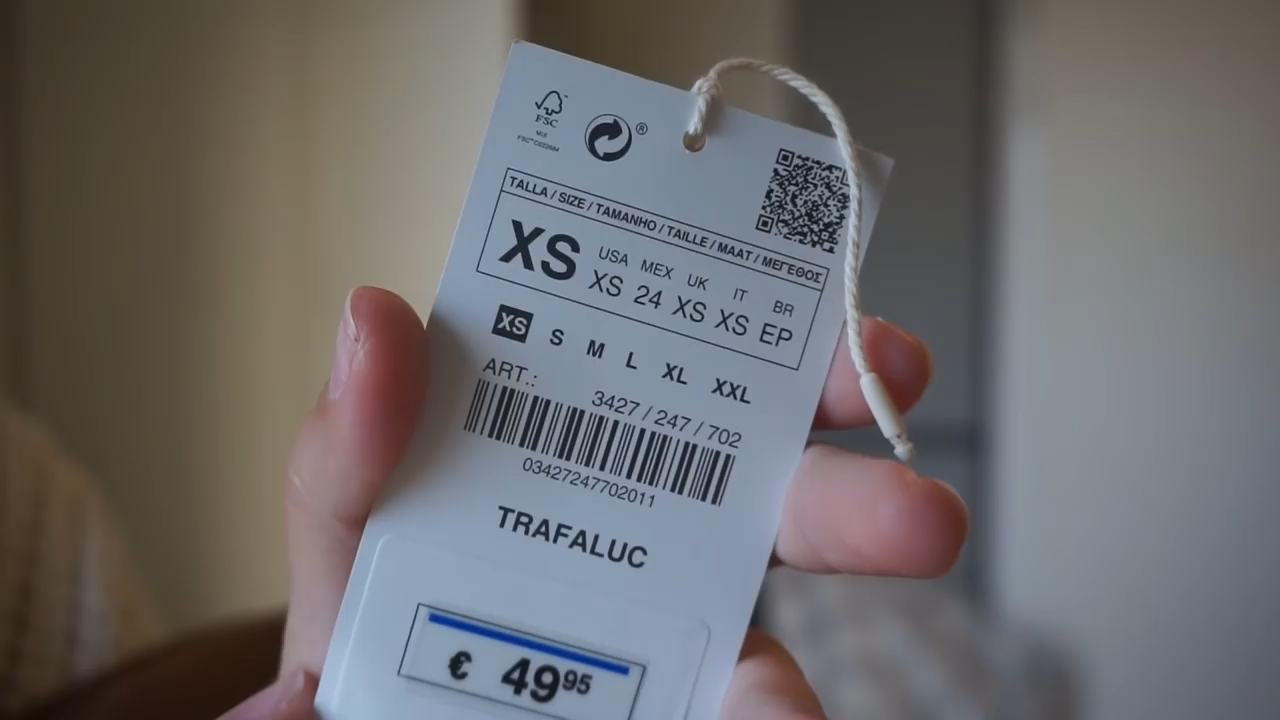 FSC™
MIX
®
TALLA / SIZE / TAMANHO / TAILLE / MAAT / ΜΕΓΕΘΟΣ
XS
USA MEX UK IT BR
XS 24 XS XS EP
XS S M L XL XXL
ART.: 3427 / 247 / 702
03427247702011
TRAFALUC
€ 49⁹⁵